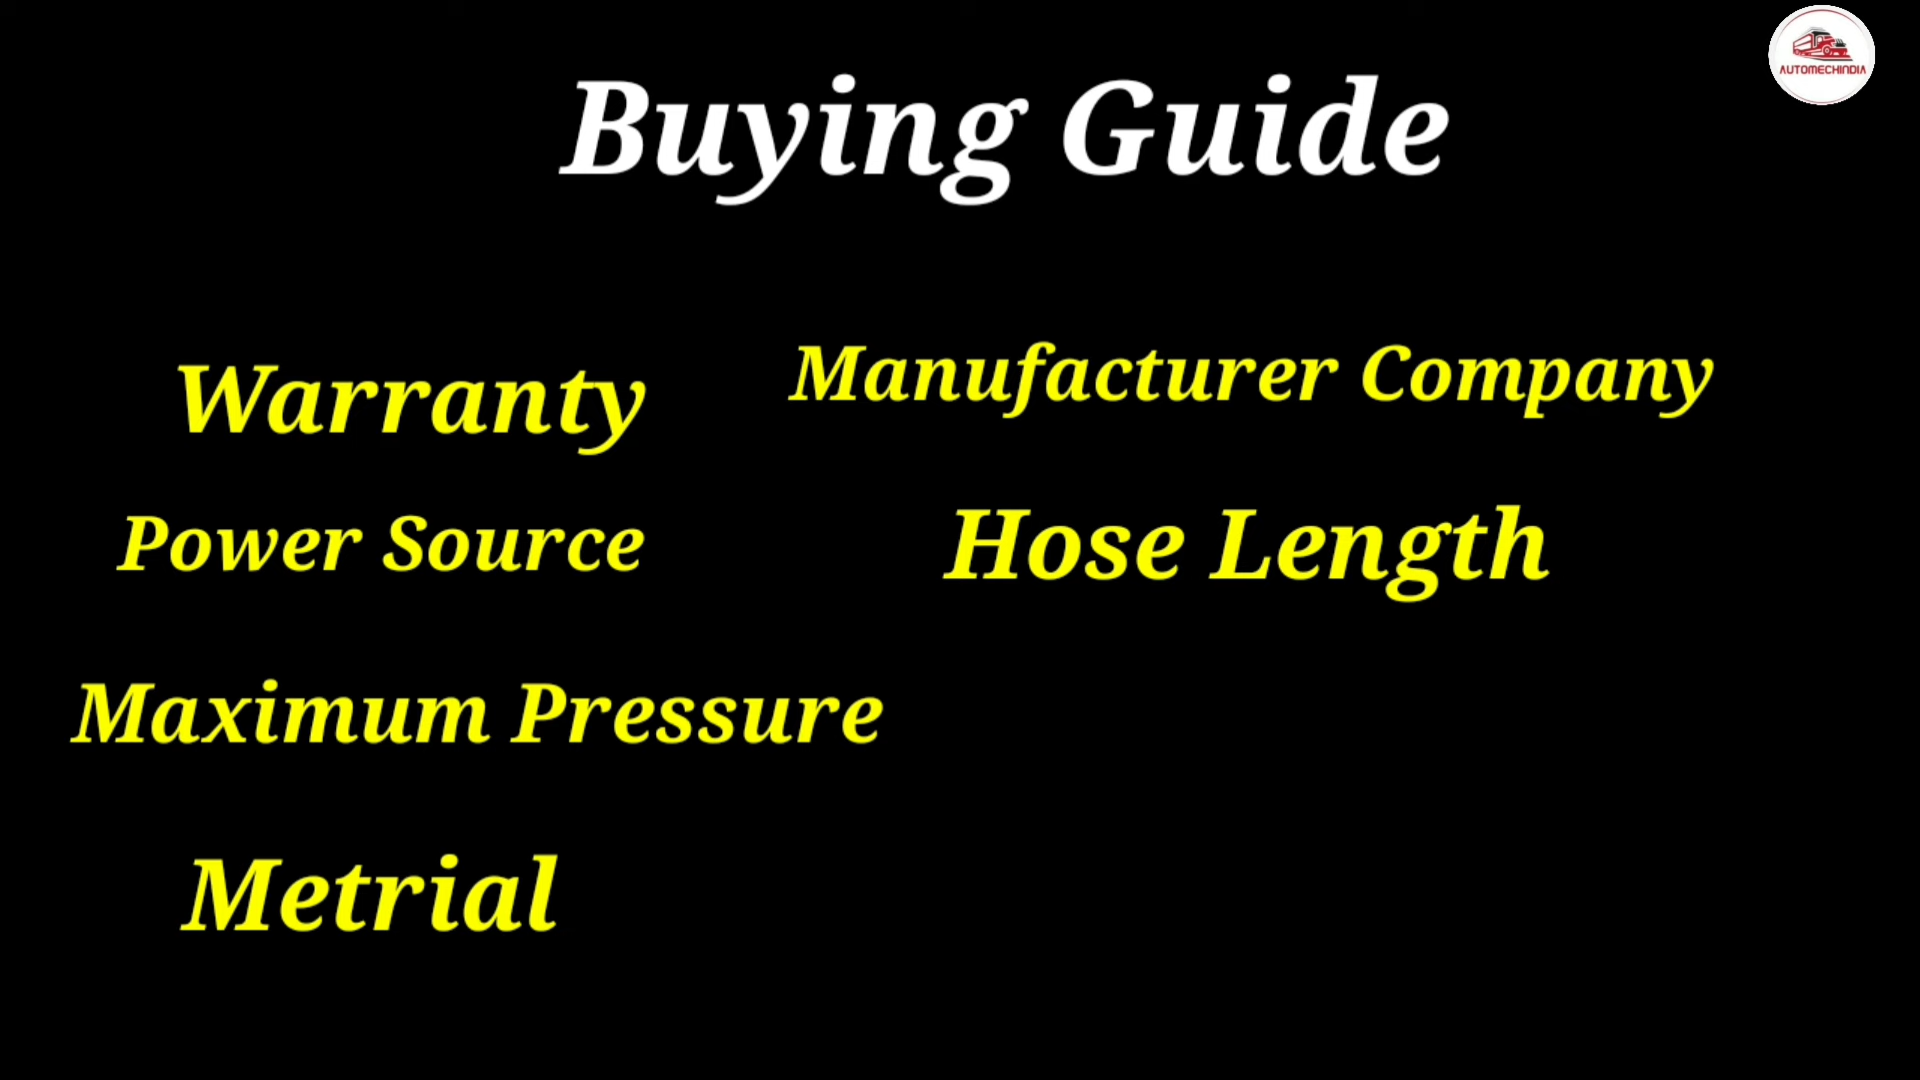 AUTOMECHINDIA
Buying Guide
Warranty
Manufacturer Company
Power Source
Hose Length
Maximum Pressure
Metrial